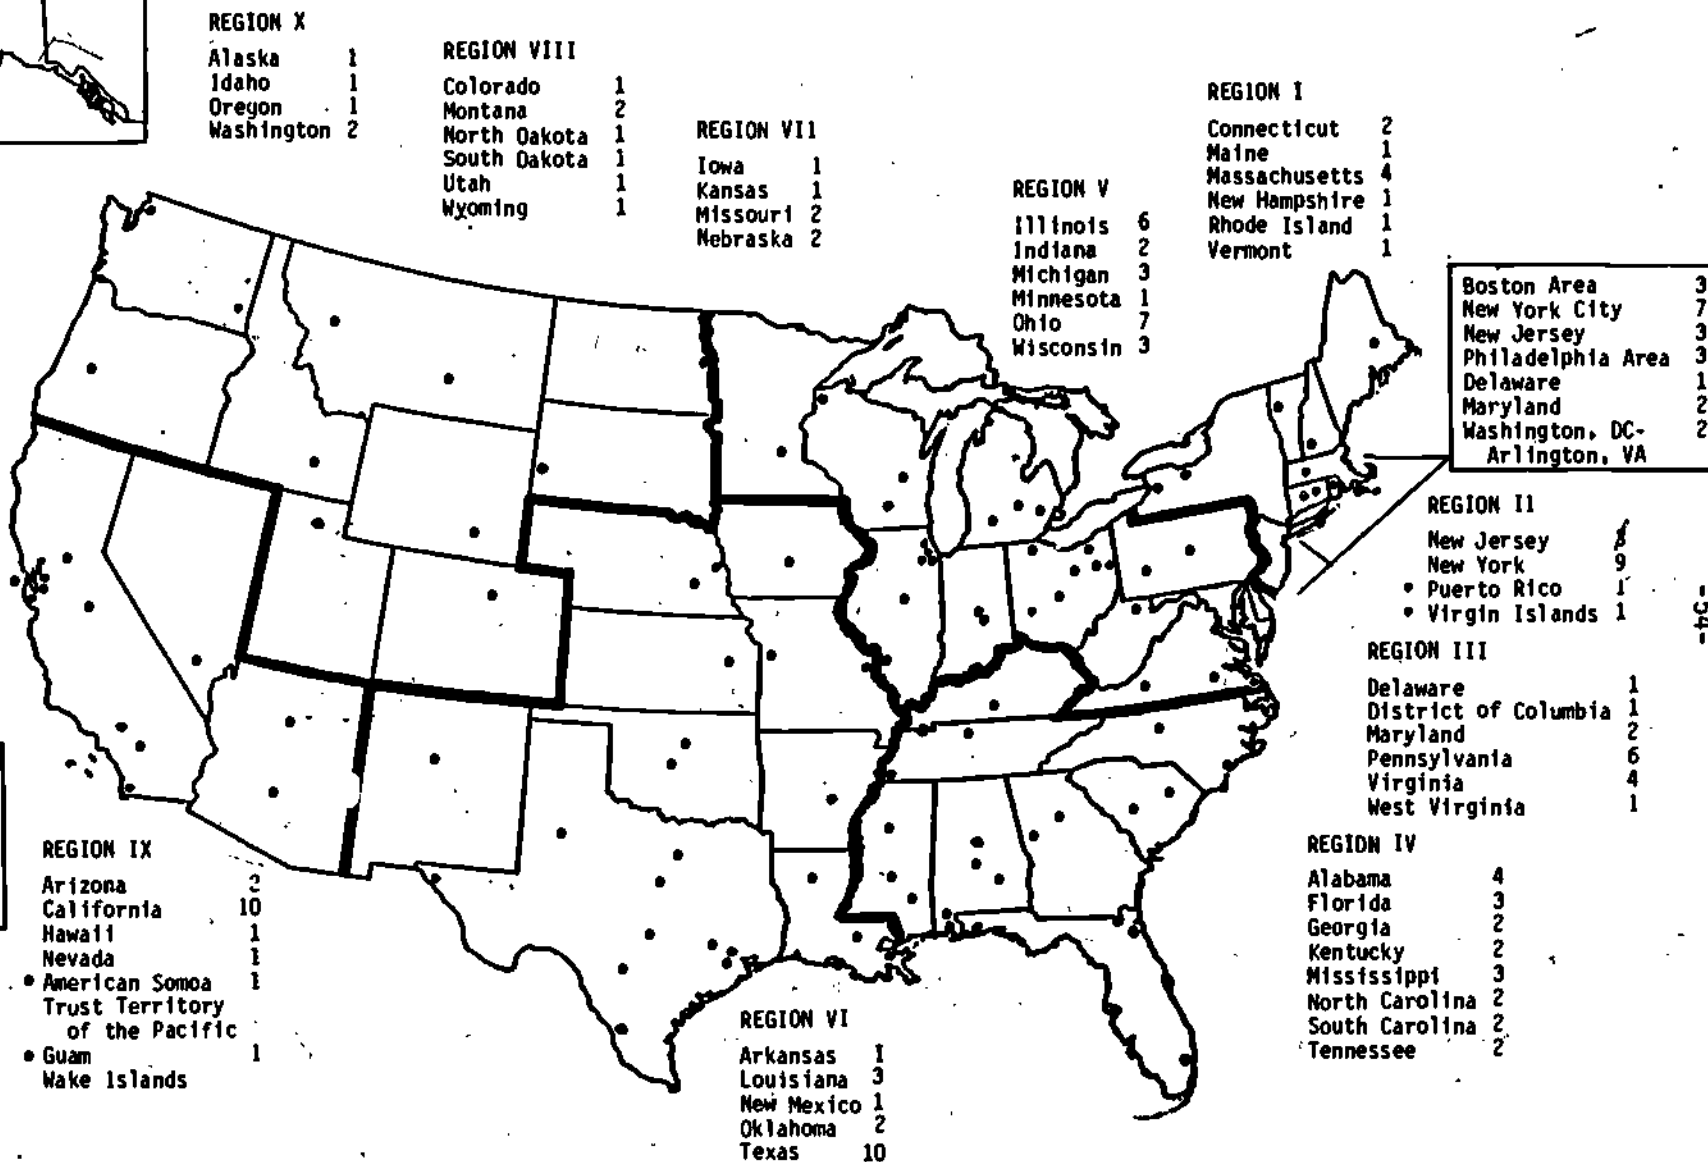 REGION X
Alaska 1
Idaho 1
Oregon 1
Washington 2
REGION VIII
Colorado 1
Montana 2
North Dakota 1
South Dakota 1
Utah 1
Wyoming 1
REGION VII
Iowa 1
Kansas 1
Missouri 2
Nebraska 2
REGION V
Illinois 6
Indiana 2
Michigan 3
Minnesota 1
Ohio 7
Wisconsin 3
REGION I
Connecticut 2
Maine 1
Massachusetts 4
New Hampshire 1
Rhode Island 1
Vermont 1
Boston Area 3
New York City 7
New Jersey 3
Philadelphia Area 3
Delaware 1
Maryland 2
Washington, DC- 2
Arlington, VA
REGION II
New Jersey
New York 9
• Puerto Rico 1
• Virgin Islands 1
-34-
REGION III
Delaware 1
District of Columbia 1
Maryland 2
Pennsylvania 6
Virginia 4
West Virginia 1
REGION IV
Alabama 4
Florida 3
Georgia 2
Kentucky 2
Mississippi 3
North Carolina 2
South Carolina 2
Tennessee 2
REGION IX
Arizona 2
California 10
Hawaii 1
Nevada 1
• American Somoa 1
Trust Territory
of the Pacific
• Guam 1
Wake Islands
REGION VI
Arkansas 1
Louisiana 3
New Mexico 1
Oklahoma 2
Texas 10